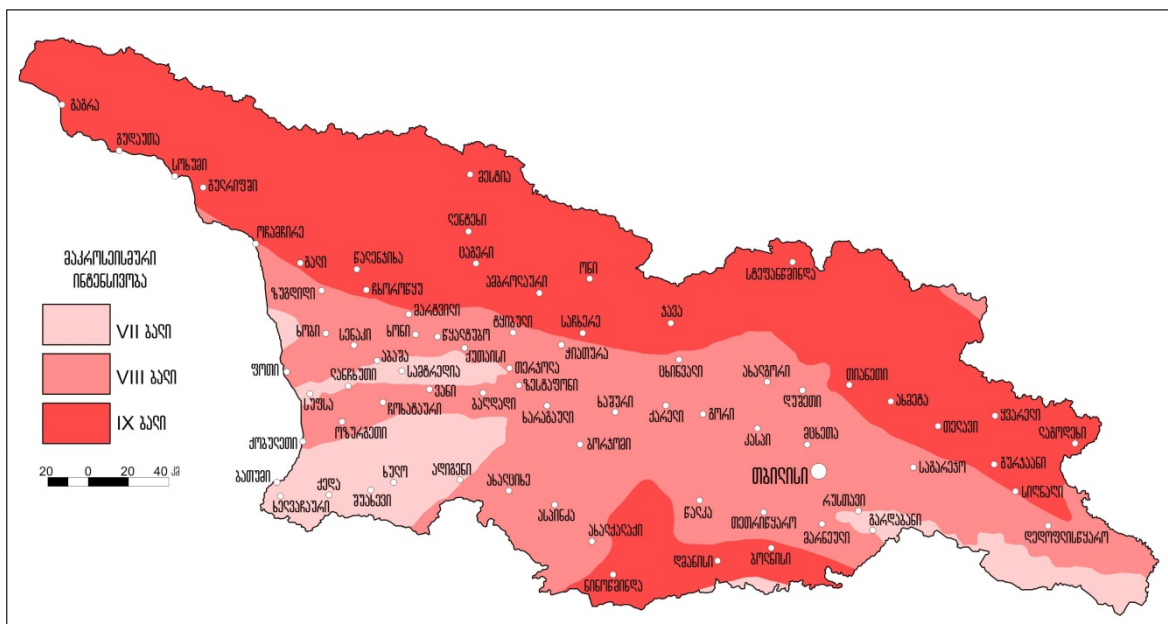 გაგრა
გუდაუთა
სოხუმი
გულრიფში
მესტია
ლენტეხი
ოჩამჩირე
ცაგერი
მაკროსეისმური
ინტენსივობა
გალი
წალენჯიხა
ამბროლაური
ონი
სტეფანწმინდა
ზუგდიდი
ჩხოროწყუ
მარტვილი
ტყიბული
საჩხერე
ჯავა
VII ბალი
ხობი
სენაკი
ხონი
წყალტუბო
ქუთაისი
ჭიათურა
აბაშა
ფოთი
ლანჩხუთი
სამტრედია
თერჯოლა
ცხინვალი
ახალგორი
თიანეთი
VIII ბალი
სუფსა
ვანი
ზესტაფონი
დუშეთი
ახმეტა
ჩოხატაური
ბაღდადი
ხარაგაული
ხაშური
ქარელი
გორი
ყვარელი
IX ბალი
ოზურგეთი
კასპი
მცხეთა
თელავი
ლაგოდეხი
ქობულეთი
ბორჯომი
20 0 20 40 კმ
ბათუმი
ხულო
ადიგენი
თბილისი
საგარეჯო
გურჯაანი
ხელვაჩაური
ქედა
შუახევი
ახალციხე
სიღნაღი
ასპინძა
წალკა
რუსთავი
ახალქალაქი
თეთრიწყარო
მარნეული
გარდაბანი
დედოფლისწყარო
ნინოწმინდა
დმანისი
ბოლნისი